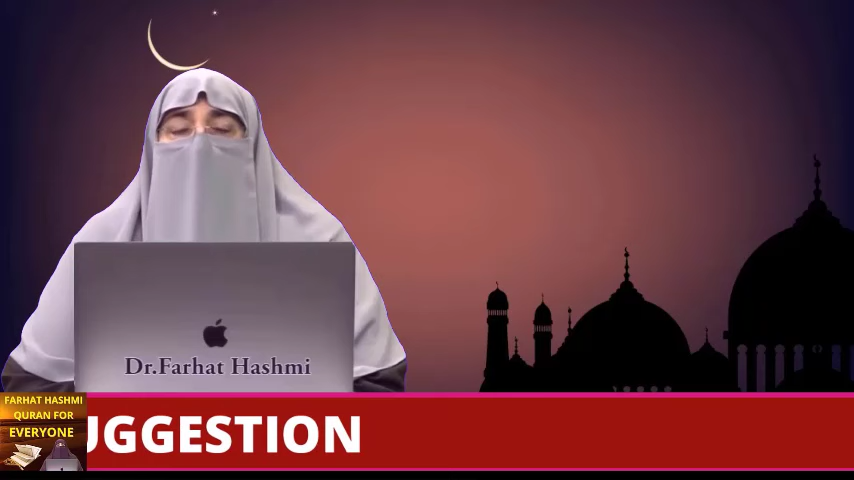 Dr.Farhat Hashmi
UGGESTION
FARHAT HASHMI
QURAN FOR
EVERYONE